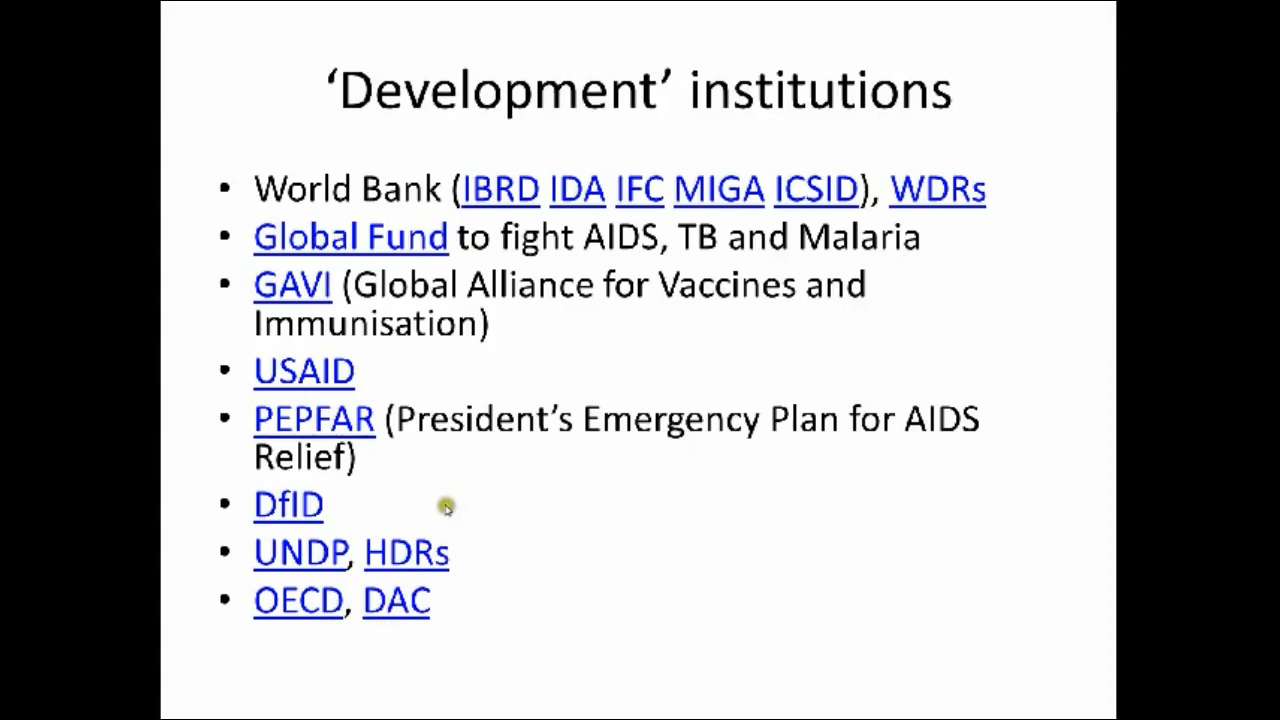 ‘Development’ institutions
• World Bank (IBRD IDA IFC MIGA ICSID), WDRs
• Global Fund to fight AIDS, TB and Malaria
• GAVI (Global Alliance for Vaccines and
Immunisation)
• USAID
• PEPFAR (President’s Emergency Plan for AIDS
Relief)
• DfID
• UNDP, HDRs
• OECD, DAC